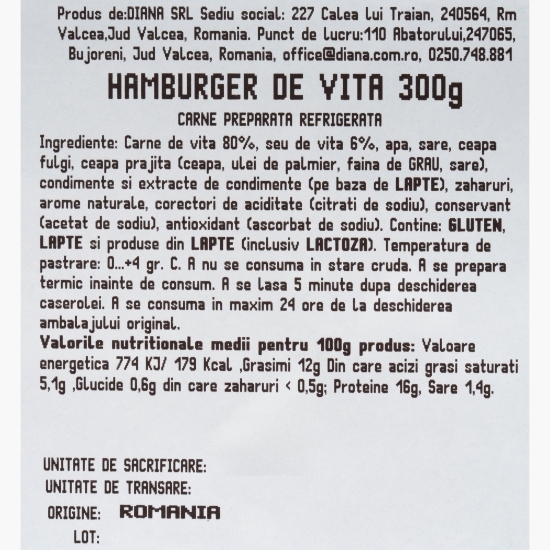 Produs de:DIANA SRL Sediu social: 227 Calea lui Traian, 240564, Rm
Valcea,Jud Valcea, Romania. Punct de lucru:110 Abatorului,247065,
Bujoreni, Jud Valcea, Romania, office@diana.com.ro, 0250.748.881
HAMBURGER DE VITA 300g
CARNE PREPARATA REFRIGERATA
Ingrediente: Carne de vita 80%, seu de vita 6%, apa, sare, ceapa
fulgi, ceapa prajita (ceapa, ulei de palmier, faina de GRAU, sare),
condimente si extracte de condimente (pe baza de LAPTE), zaharuri,
arome naturale, corectori de aciditate (citrati de sodiu), conservant
(acetat de sodiu), antioxidant (ascorbat de sodiu). Contine: GLUTEN,
LAPTE si produse din LAPTE (inclusiv LACTOZA). Temperatura de
pastrare: 0...+4 gr. C. A nu se consuma in stare cruda. A se prepara
termic inainte de consum. A se lasa 5 minute dupa deschiderea
caserolei. A se consuma in maxim 24 ore de la deschiderea
ambalajului original.
Valorile nutritionale medii pentru 100g produs: Valoare
energetica 774 KJ/ 179 Kcal ,Grasimi 12g Din care acizi grasi saturati
5,1g ,Glucide 0,6g din care zaharuri < 0,5g; Proteine 16g, Sare 1,4g.
UNITATE DE SACRIFICARE:
UNITATE DE TRANSARE:
ORIGINE: ROMANIA
LOT: